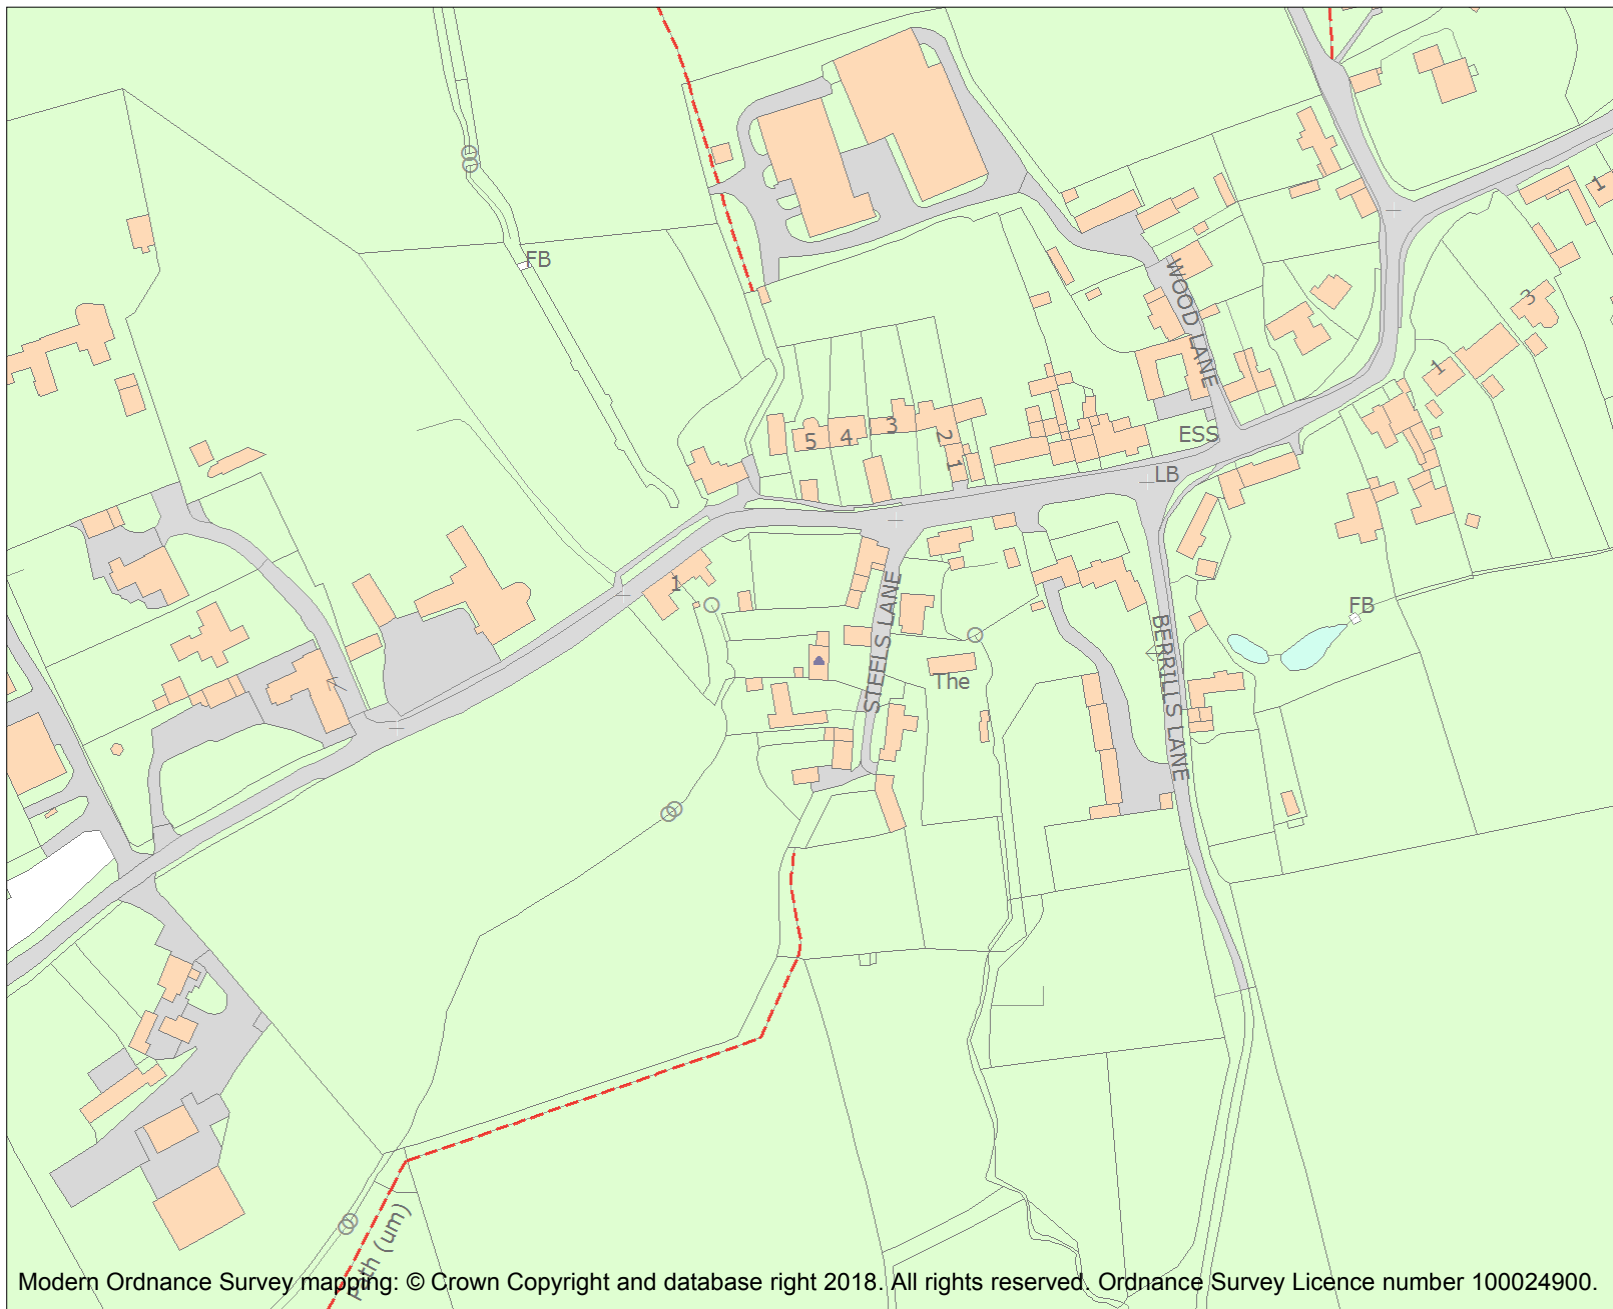 FB
WOOD LANE
1
3
1
5
4
3
2
1
ESS
LB
1
STEELS LANE
FB
BERRILLS LANE
The
Path (um)
Modern Ordnance Survey mapping: © Crown Copyright and database right 2018. All rights reserved. Ordnance Survey Licence number 100024900.